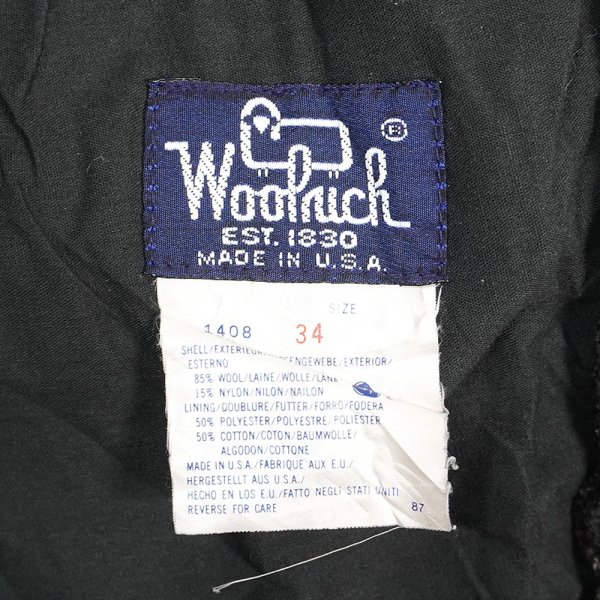 ®
Woolrich
EST. 1830
MADE IN U.S.A.
SIZE
1408 34
SHELL/EXTERIEUR/ /EXTERIOR/
ESTERNO
85% WOOL/LAINE/WOLLE/LANA
15% NYLON/NILON/NAILON
LINING/DOUBLURE/FUTTER/FORRO/FODERA
50% POLYESTER/POLYESTRE/POLIESTER
50% COTTON/COTON/BAUMWOLLE/
ALGODON/COTTONE
MADE IN U.S.A./FABRIQUE AUX E.U./
HERGESTELLT AUS U.S.A./
HECHO EN LOS E.U./FATTO NEGLI STATI UNITI
REVERSE FOR CARE 87